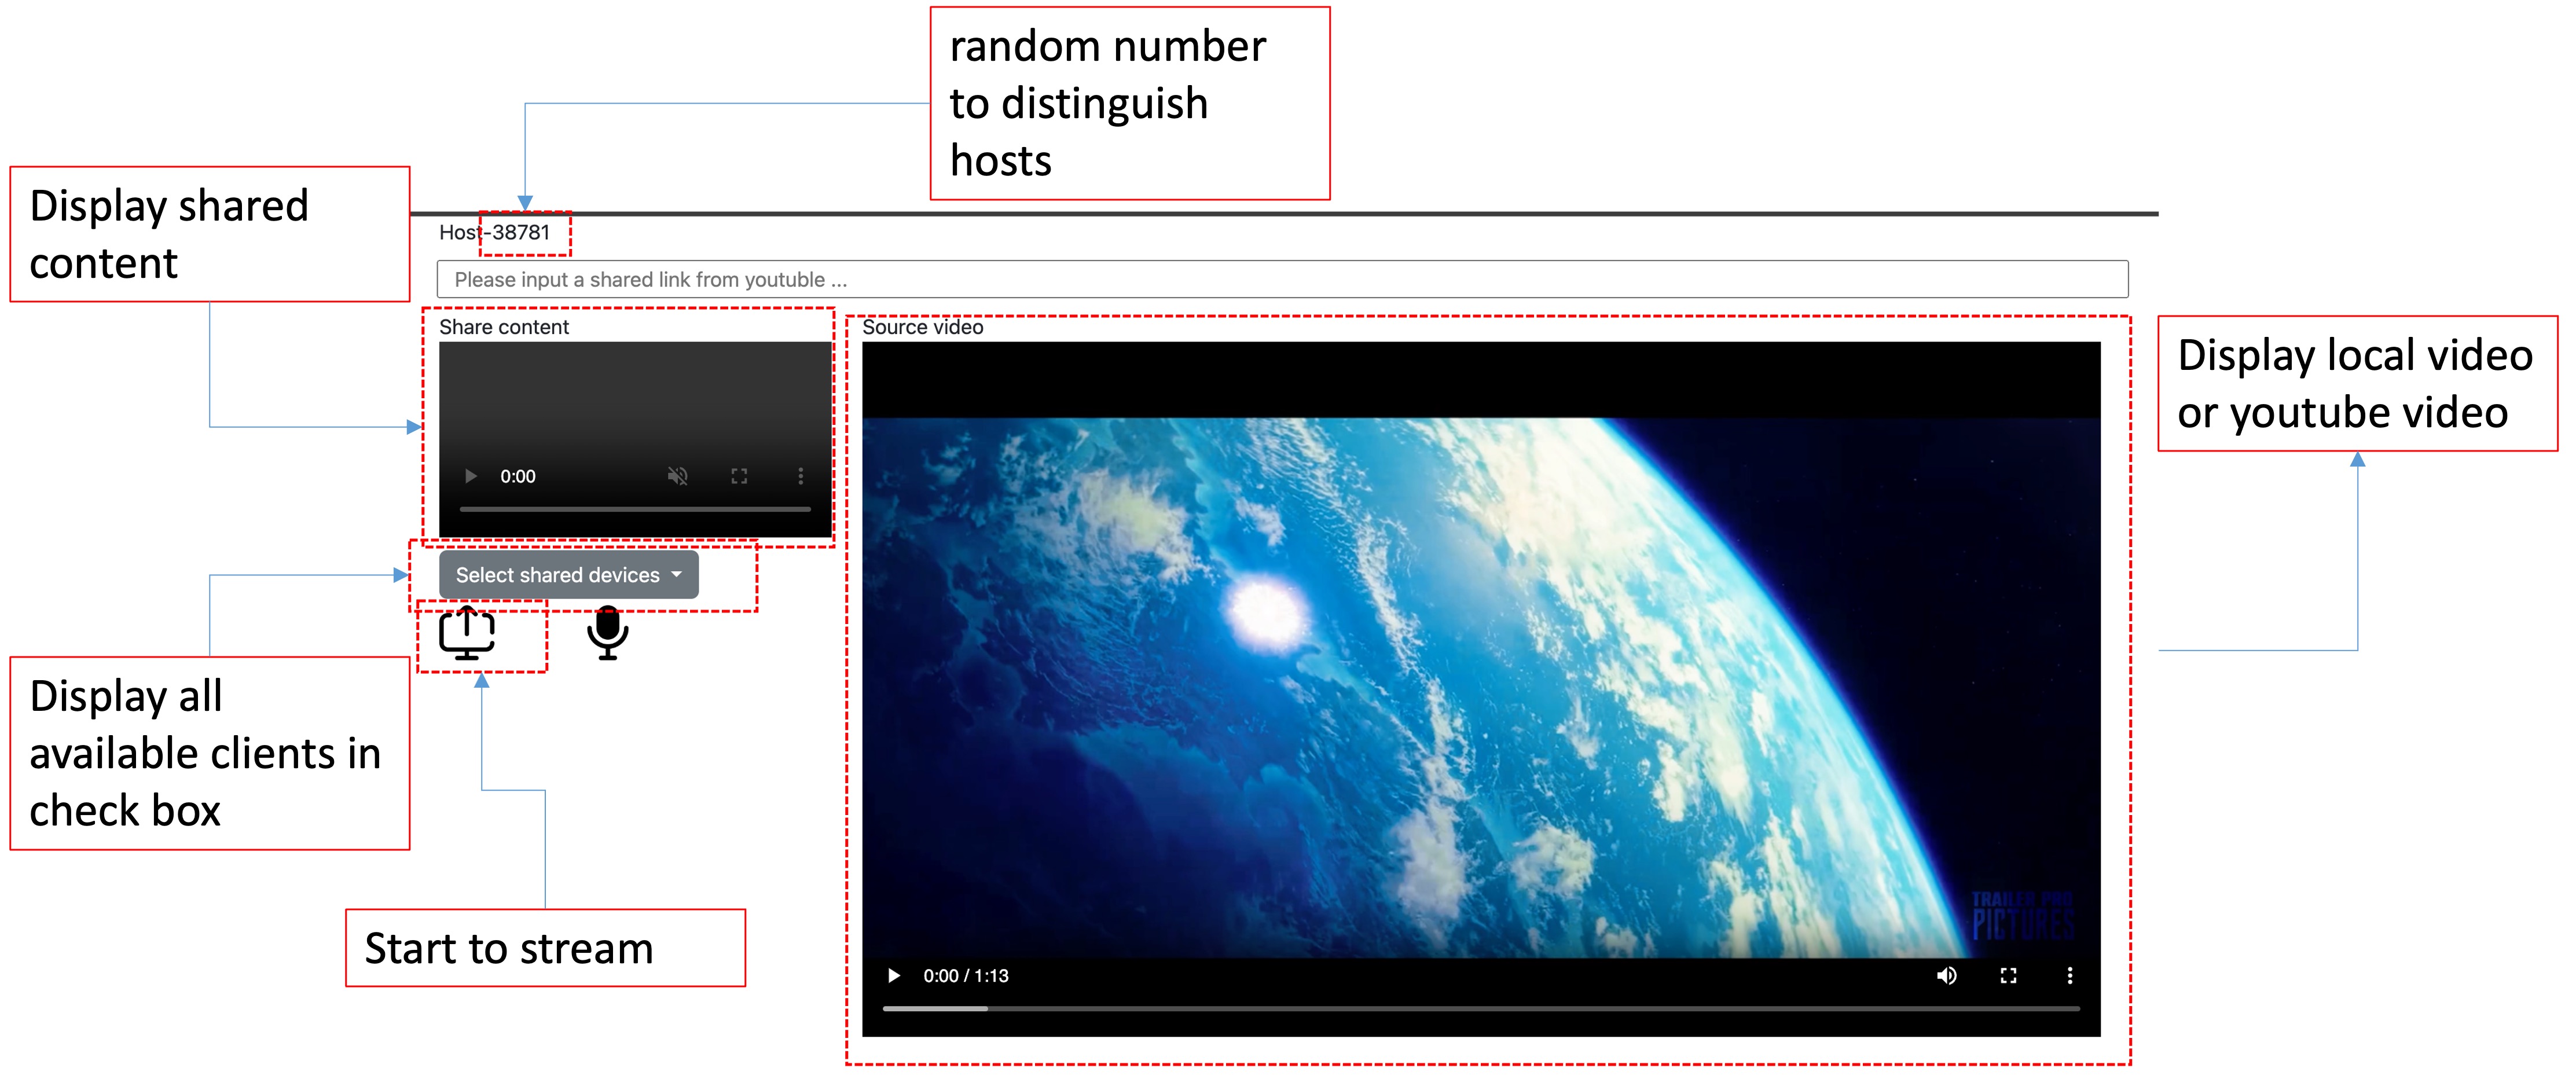 random number
to distinguish
hosts
Display shared
content
Host-38781
Please input a shared link from youtuble ...
Share content
Source video
Display local video
or youtube video
0:00
Select shared devices
Display all
available clients in
check box
Start to stream
TRAILER PUG
PICTURES
0:00 / 1:13